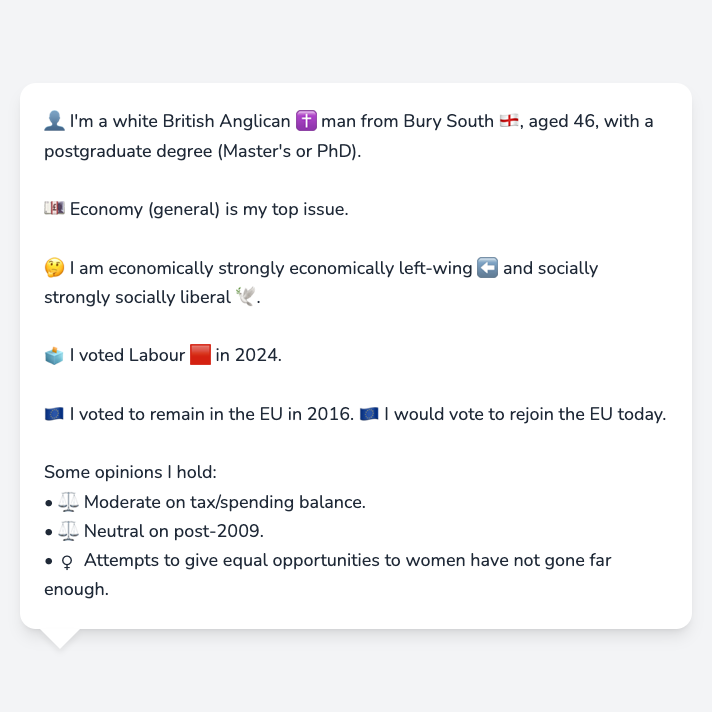 👤 I'm a white British Anglican ✝️ man from Bury South 🏴󠁧󠁢󠁥󠁮󠁧󠁿, aged 46, with a
postgraduate degree (Master's or PhD).
💷 Economy (general) is my top issue.
🤔 I am economically strongly economically left-wing ⬅️ and socially
strongly socially liberal 🕊️.
🗳️ I voted Labour 🟥 in 2024.
🇪🇺 I voted to remain in the EU in 2016. 🇪🇺 I would vote to rejoin the EU today.
Some opinions I hold:
• ⚖️ Moderate on tax/spending balance.
• ⚖️ Neutral on post-2009.
• ♀ Attempts to give equal opportunities to women have not gone far
enough.